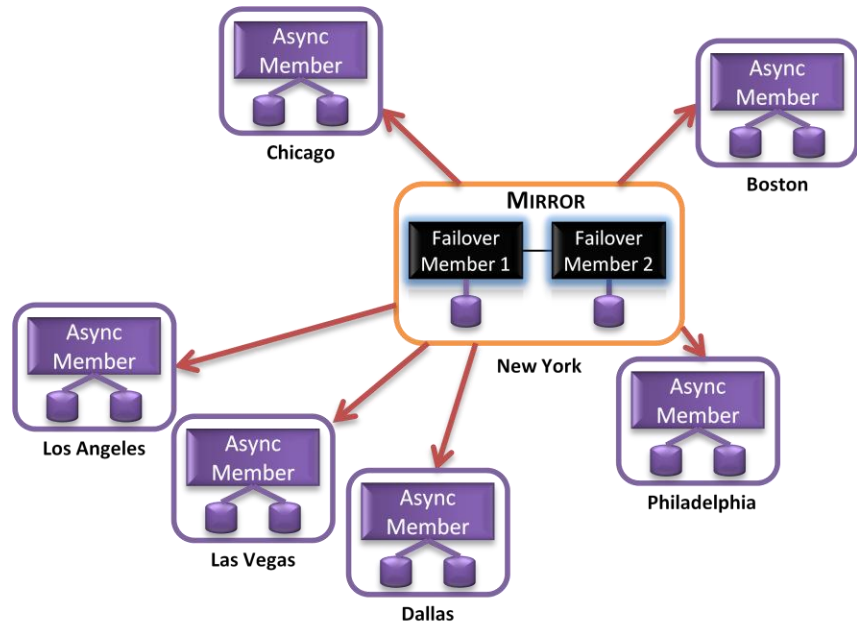 Async
Member
Chicago
Async
Member
Boston
MIRROR
Failover
Member 1
Failover
Member 2
New York
Async
Member
Los Angeles
Async
Member
Las Vegas
Async
Member
Dallas
Async
Member
Philadelphia